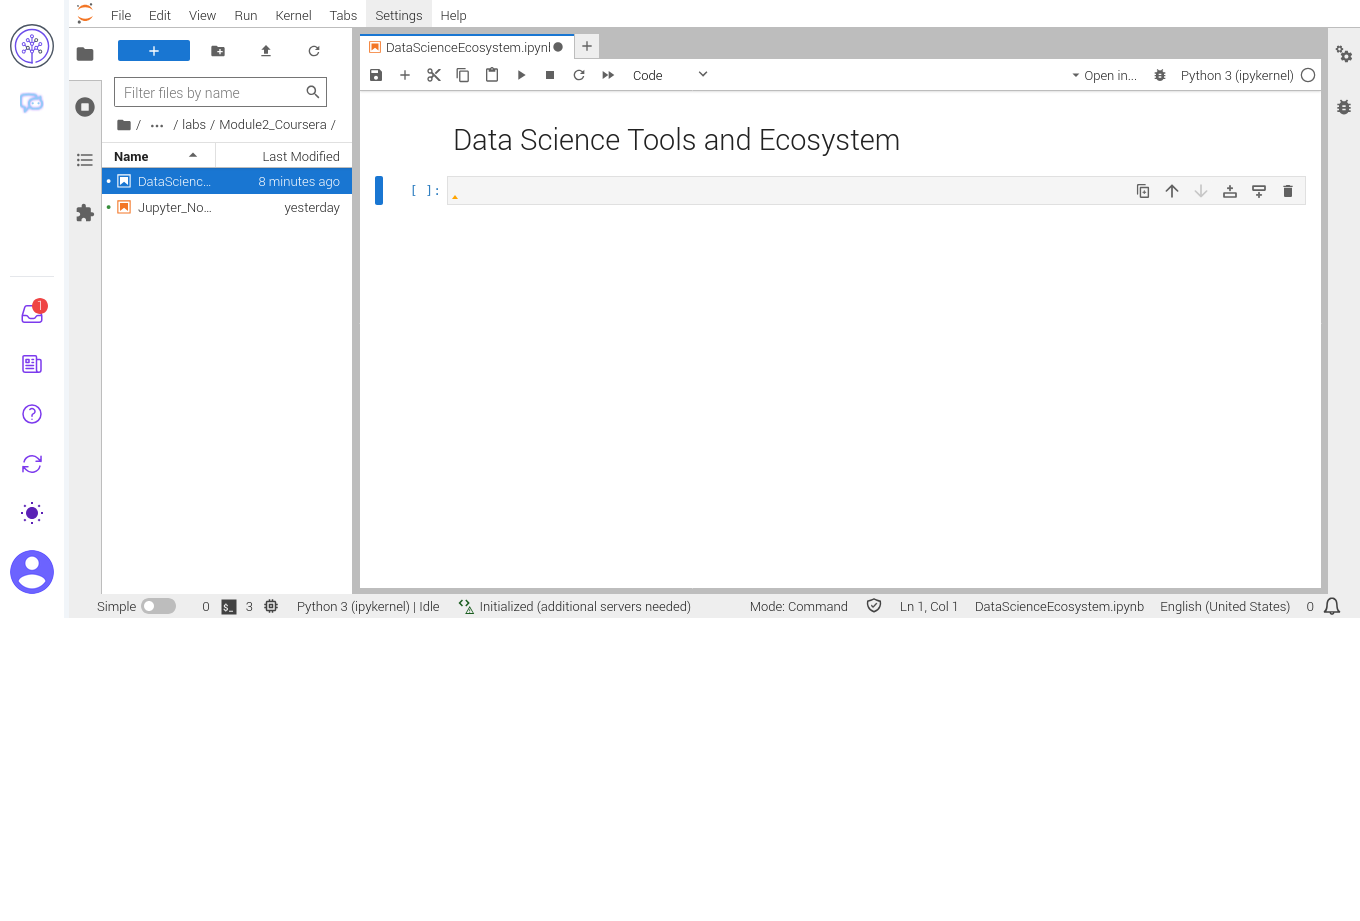 File Edit View Run Kernel Tabs Settings Help
DataScienceEcosystem.ipynl
Code
Open in...
Python 3 (ipykernel)
Filter files by name
/ ... / labs / Module2_Coursera /
Name Last Modified
DataScienc... 8 minutes ago
Jupyter_No... yesterday
Data Science Tools and Ecosystem
[ ]:
1
Simple 0 $_ 3 Python 3 (ipykernel) | Idle Initialized (additional servers needed) Mode: Command Ln 1, Col 1 DataScienceEcosystem.ipynb English (United States) 0